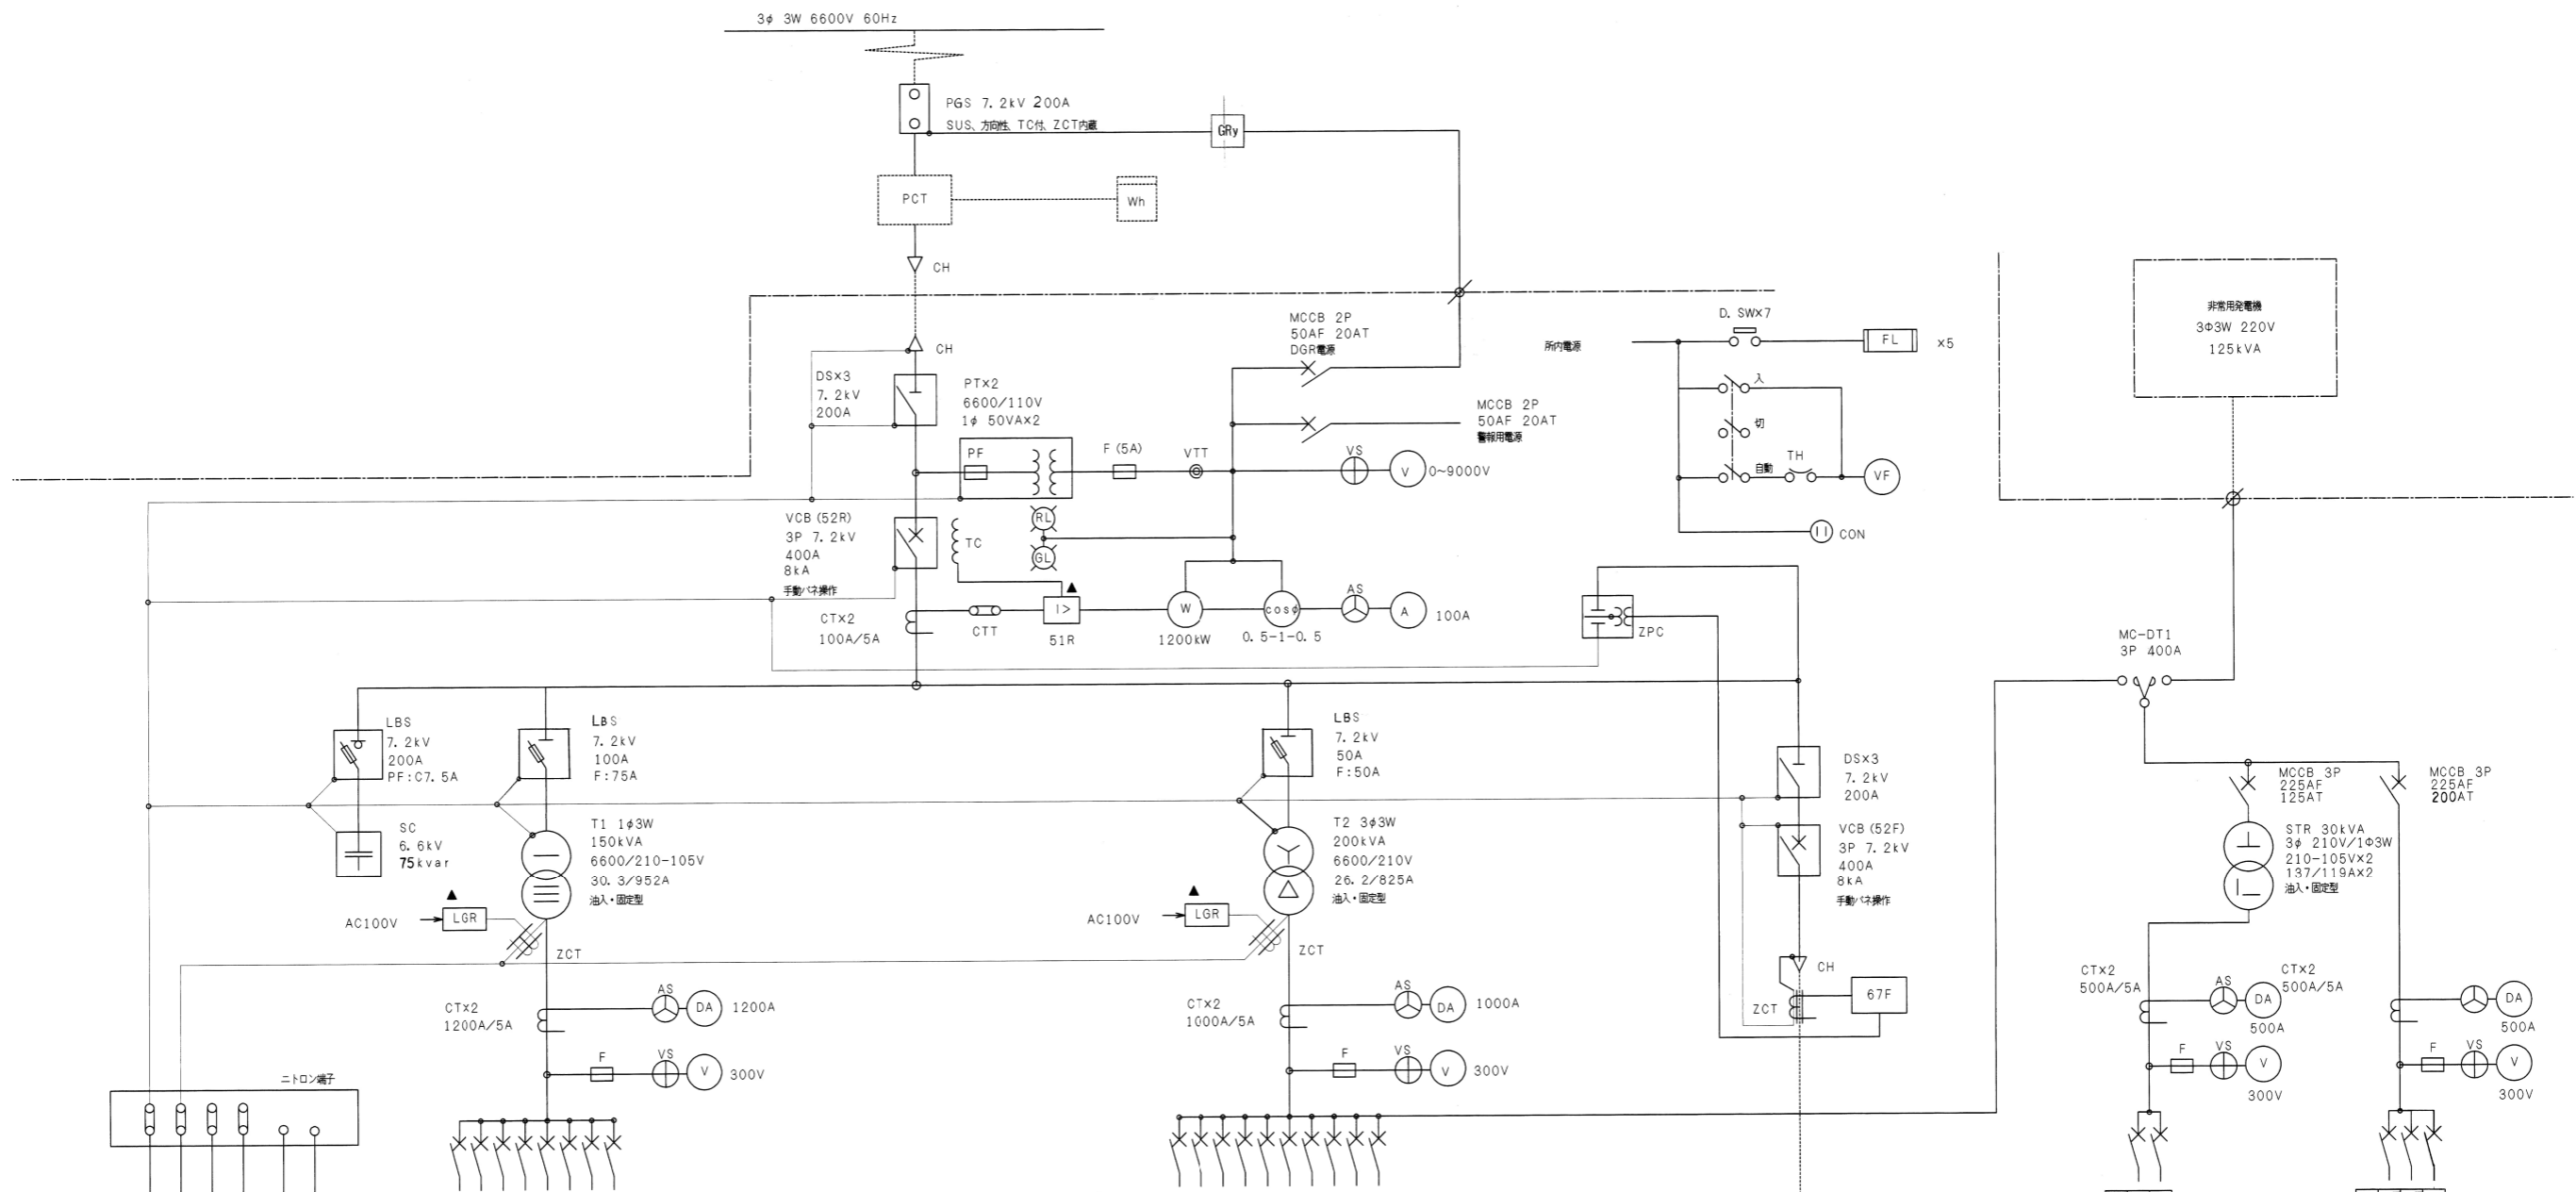 3φ 3W 6600V 60Hz
PGS 7.2kV 200A
SUS、方向性、TC付、ZCT内蔵
GRy
PCT
Wh
CH
CH
DS×3
7.2kV
200A
PT×2
6600/110V
1φ 50VA×2
PF
F(5A)
VTT
MCCB 2P
50AF 20AT
DGR電源
MCCB 2P
50AF 20AT
警報用電源
VS
V
0~9000V
所内電源
D.SW×7
FL
×5
入
切
自動
TH
VF
CON
非常用発電機
3Φ3W 220V
125kVA
VCB(52R)
3P 7.2kV
400A
8kA
手動バネ操作
TC
RL
GL
CT×2
100A/5A
CTT
▲
I>
51R
W
1200kW
cosφ
0.5-1-0.5
AS
A
100A
ZPC
MC-DT1
3P 400A
LBS
7.2kV
200A
PF:C7.5A
LBS
7.2kV
100A
F:75A
LBS
7.2kV
50A
F:50A
DS×3
7.2kV
200A
MCCB 3P
225AF
125AT
MCCB 3P
225AF
200AT
SC
6.6kV
75kvar
T1 1φ3W
150kVA
6600/210-105V
30.3/952A
油入・固定型
T2 3φ3W
200kVA
6600/210V
26.2/825A
油入・固定型
VCB(52F)
3P 7.2kV
400A
8kA
手動バネ操作
STR 30kVA
3φ 210V/1Φ3W
210-105V×2
137/119A×2
油入・固定型
▲
AC100V
LGR
ZCT
▲
AC100V
LGR
ZCT
CH
ZCT
67F
CT×2
1200A/5A
AS
DA
1200A
CT×2
1000A/5A
AS
DA
1000A
CT×2
500A/5A
AS
DA
500A
CT×2
500A/5A
DA
500A
F
VS
V
300V
F
VS
V
300V
F
VS
V
300V
F
VS
V
300V
ニトロン端子